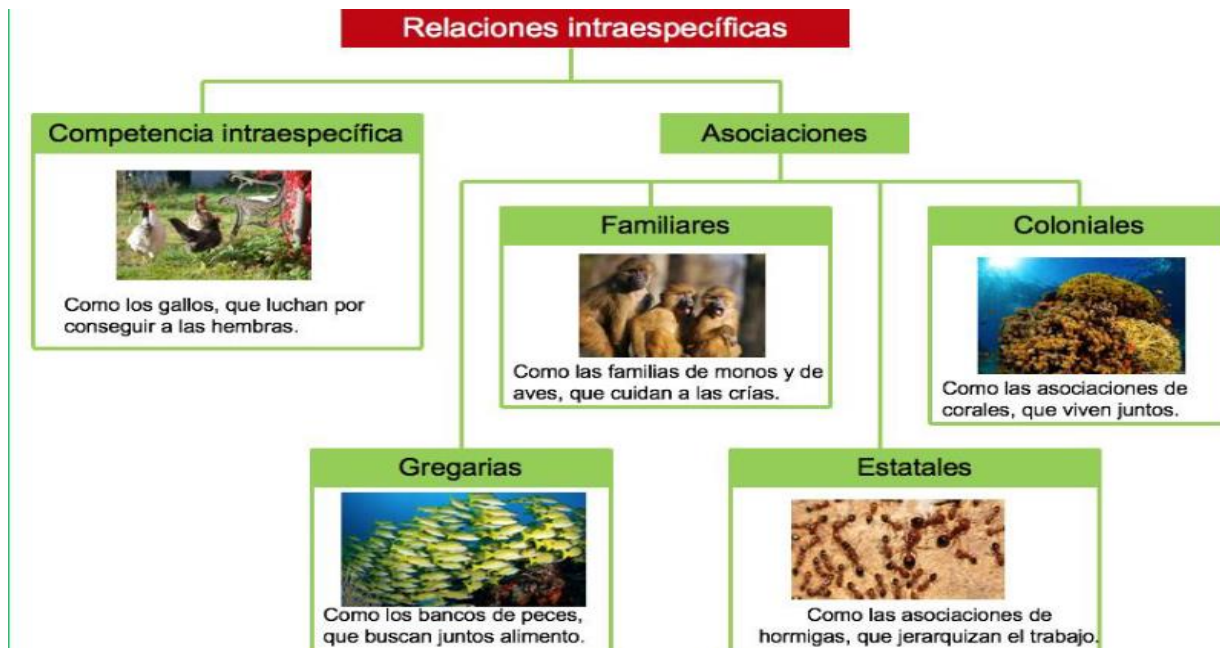 Relaciones intraespecíficas
Competencia intraespecífica
Como los gallos, que luchan por
conseguir a las hembras.
Asociaciones
Familiares
Como las familias de monos y de
aves, que cuidan a las crías.
Coloniales
Como las asociaciones de
corales, que viven juntos.
Gregarias
Como los bancos de peces,
que buscan juntos alimento.
Estatales
Como las asociaciones de
hormigas, que jerarquizan el trabajo.